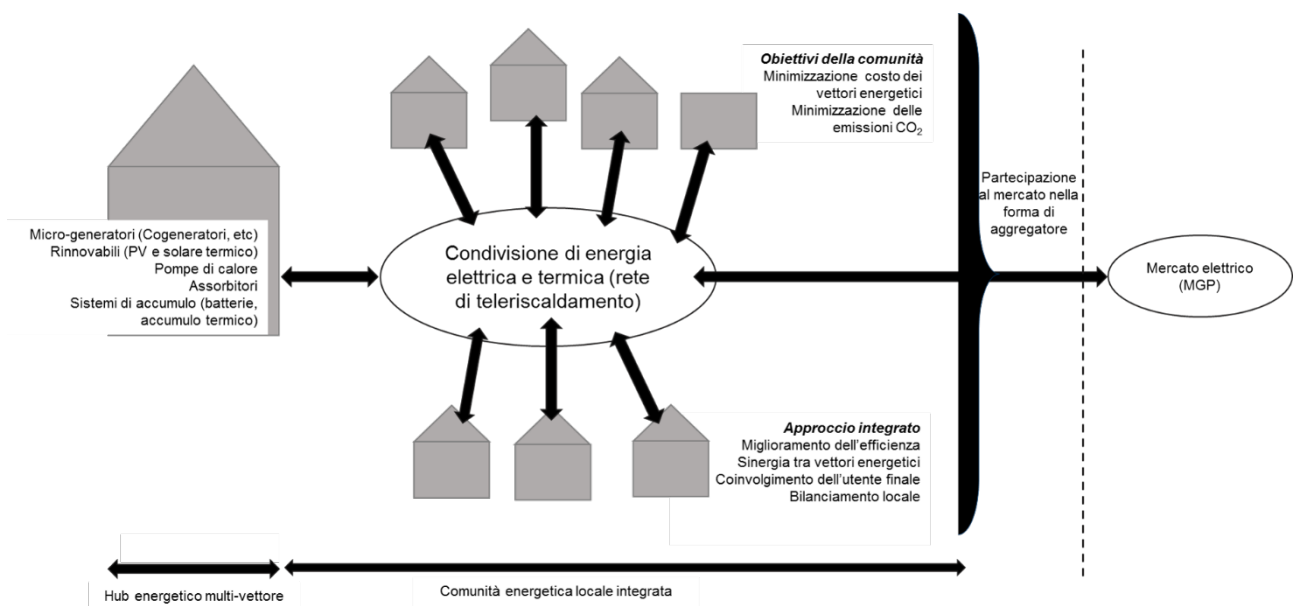 Obiettivi della comunità
Minimizzazione costo dei
vettori energetici
Minimizzazione delle
emissioni CO₂
Partecipazione
al mercato nella
forma di
aggregatore
Micro-generatori (Cogeneratori, etc)
Rinnovabili (PV e solare termico)
Pompe di calore
Assorbitori
Sistemi di accumulo (batterie,
accumulo termico)
Condivisione di energia
elettrica e termica (rete
di teleriscaldamento)
Mercato elettrico
(MGP)
Approccio integrato
Miglioramento dell'efficienza
Sinergia tra vettori energetici
Coinvolgimento dell'utente finale
Bilanciamento locale
Hub energetico multi-vettore
Comunità energetica locale integrata